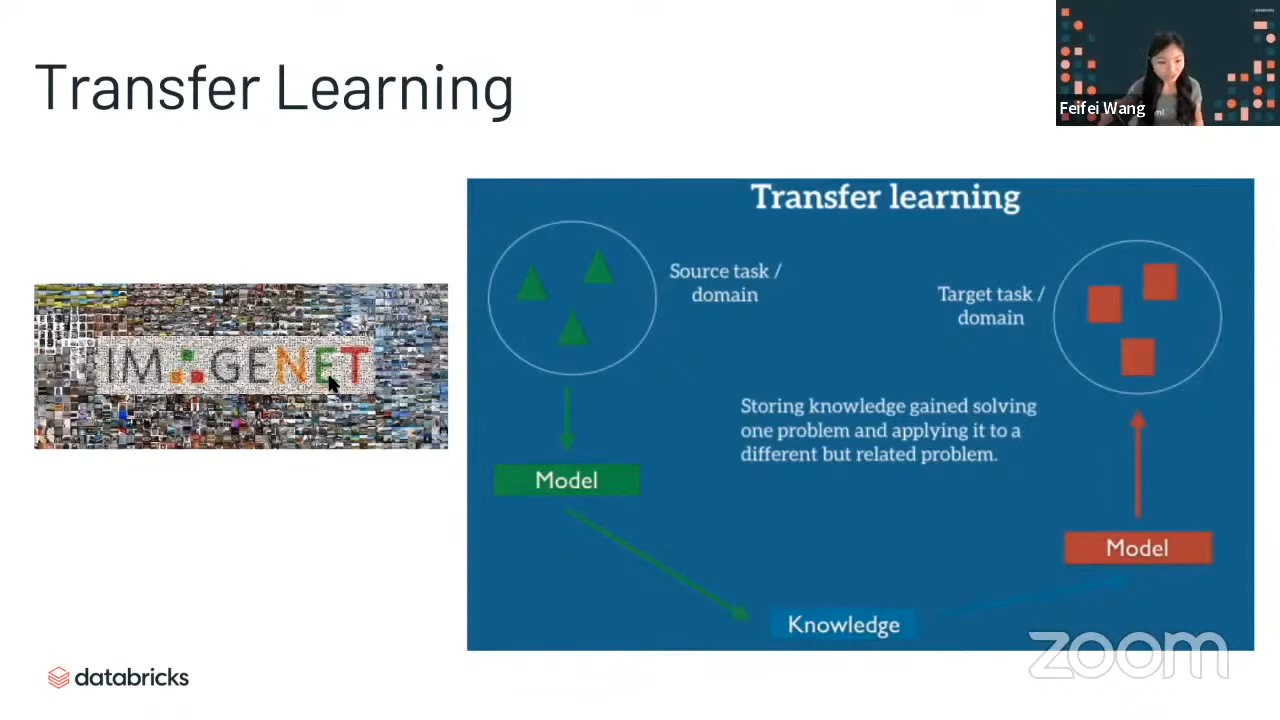 Transfer Learning
Feifei Wang
ml
IMAGENET
Transfer learning
Source task /
domain
Target task /
domain
Storing knowledge gained solving
one problem and applying it to a
different but related problem.
Model
Model
Knowledge
zoom
databricks